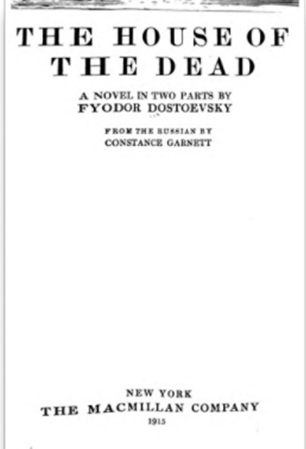 THE HOUSE OF
THE DEAD
A NOVEL IN TWO PARTS BY
FYODOR DOSTOEVSKY
FROM THE RUSSIAN BY
CONSTANCE GARNETT
NEW YORK
THE MACMILLAN COMPANY
1915